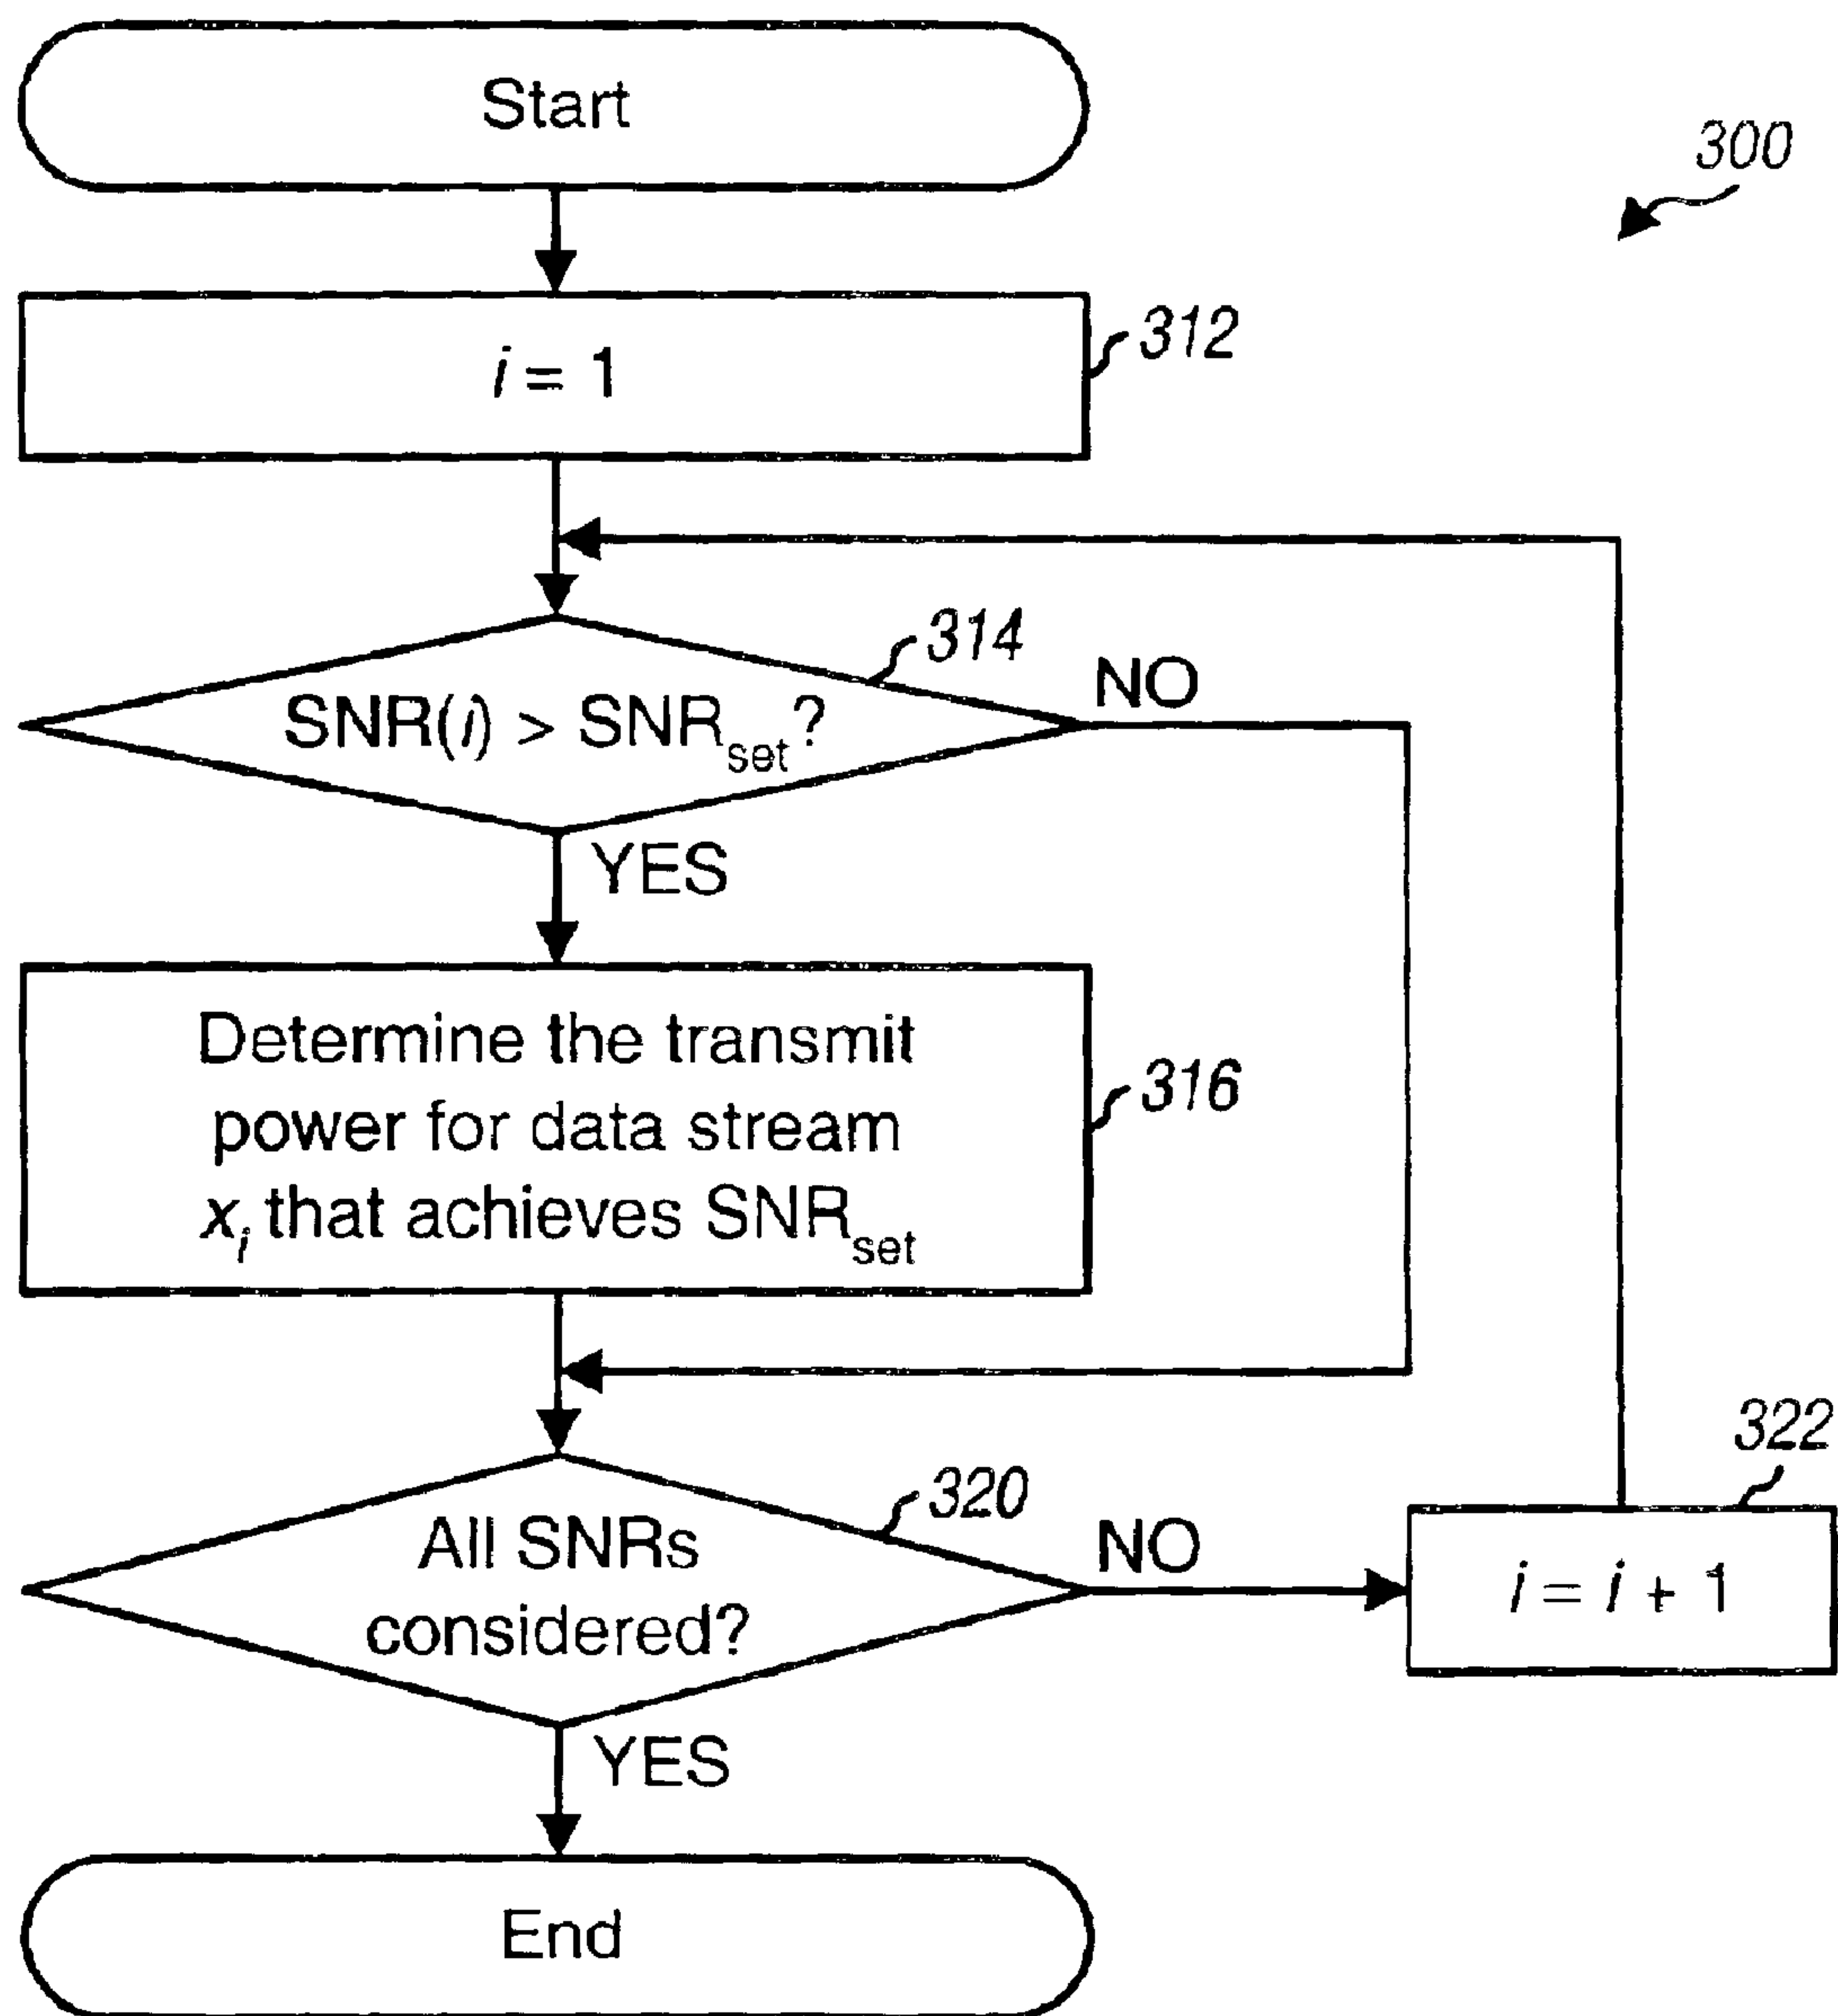 Start
300
i = 1
312
314
SNR(i) > SNRset?
NO
YES
Determine the transmit
power for data stream
xi that achieves SNRset
316
320
All SNRs
considered?
NO
322
i = i + 1
YES
End